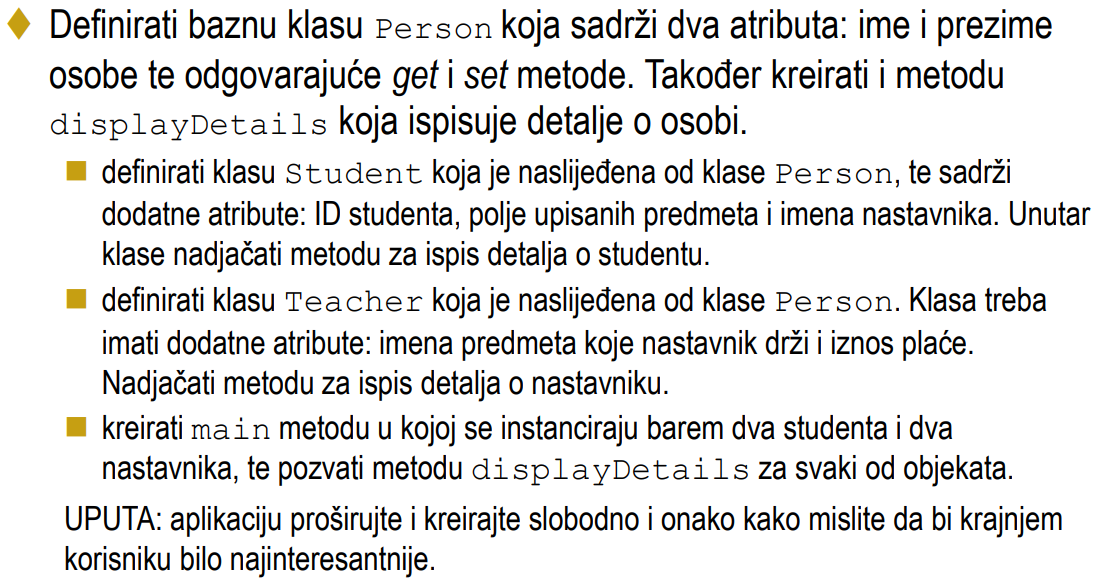 Definirati baznu klasu Person koja sadrži dva atributa: ime i prezime
osobe te odgovarajuće get i set metode. Također kreirati i metodu
displayDetails koja ispisuje detalje o osobi.
definirati klasu Student koja je naslijeđena od klase Person, te sadrži
dodatne atribute: ID studenta, polje upisanih predmeta i imena nastavnika. Unutar
klase nadjačati metodu za ispis detalja o studentu.
definirati klasu Teacher koja je naslijeđena od klase Person. Klasa treba
imati dodatne atribute: imena predmeta koje nastavnik drži i iznos plaće.
Nadjačati metodu za ispis detalja o nastavniku.
kreirati main metodu u kojoj se instanciraju barem dva studenta i dva
nastavnika, te pozvati metodu displayDetails za svaki od objekata.
UPUTA: aplikaciju proširujte i kreirajte slobodno i onako kako mislite da bi krajnjem
korisniku bilo najinteresantnije.